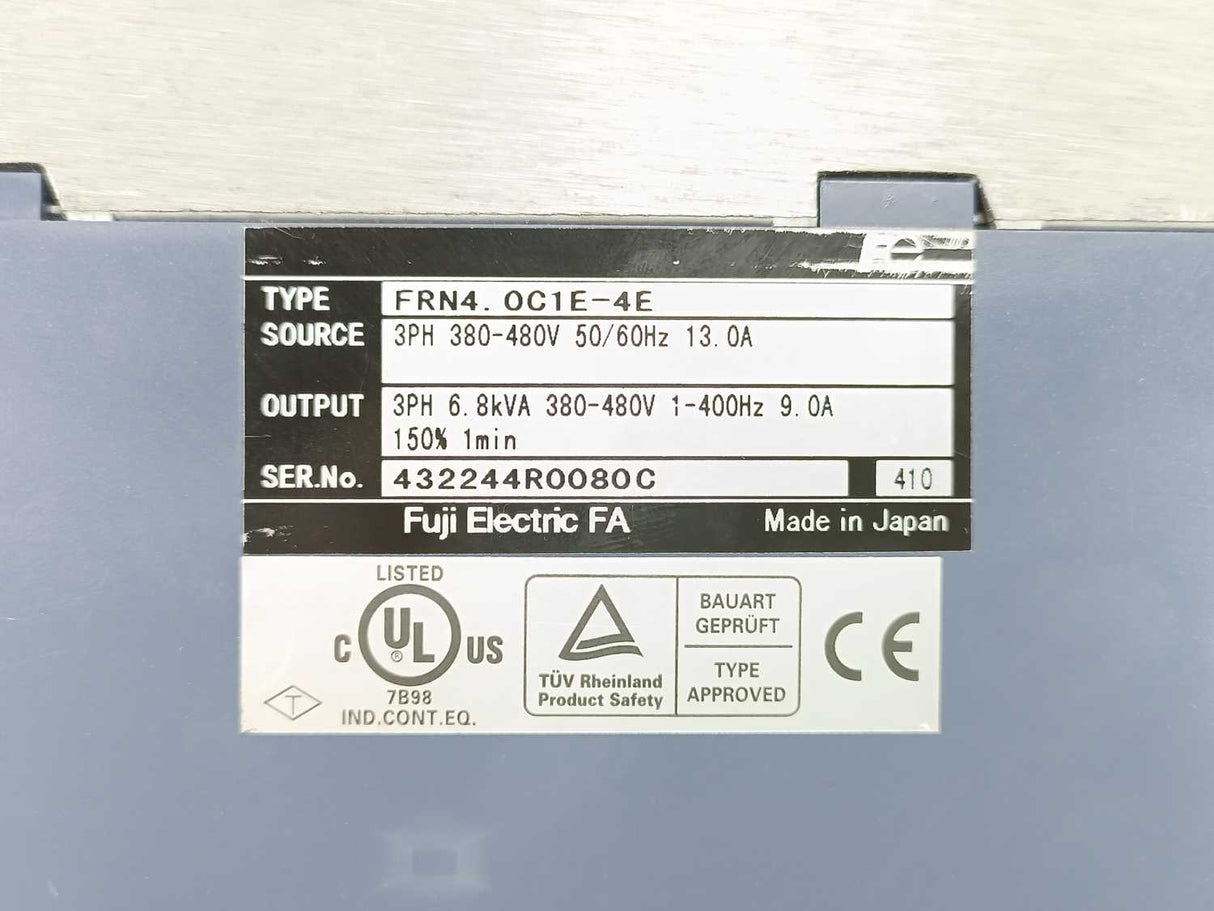 TYPE FRN4.0C1E-4E
SOURCE 3PH 380-480V 50/60Hz 13.0A
OUTPUT 3PH 6.8kVA 380-480V 1-400Hz 9.0A
150% 1min
SER.No. 432244R0080C 410
Fuji Electric FA Made in Japan
LISTED
C UL ® US
7B98
IND.CONT.EQ.
T
TÜV Rheinland
Product Safety
BAUART
GEPRÜFT
TYPE
APPROVED
CE